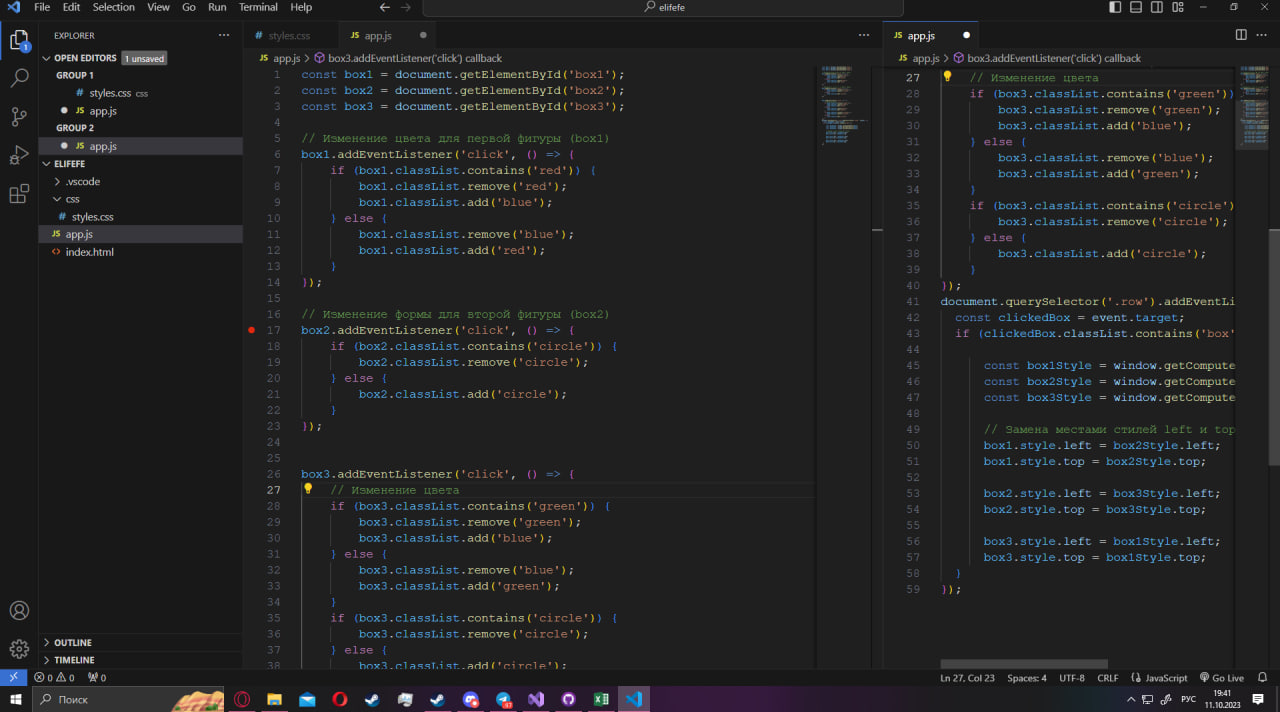 File Edit Selection View Go Run Terminal Help
elifefe
EXPLORER
OPEN EDITORS 1 unsaved
GROUP 1
# styles.css css
JS app.js
GROUP 2
JS app.js
ELIFEFE
.vscode
css
# styles.css
JS app.js
<> index.html
OUTLINE
TIMELINE
# styles.css
JS app.js
JS app.js > box3.addEventListener('click') callback
1 const box1 = document.getElementById('box1');
2 const box2 = document.getElementById('box2');
3 const box3 = document.getElementById('box3');
4
5 // Изменение цвета для первой фигуры (box1)
6 box1.addEventListener('click', () => {
7 if (box1.classList.contains('red')) {
8 box1.classList.remove('red');
9 box1.classList.add('blue');
10 } else {
11 box1.classList.remove('blue');
12 box1.classList.add('red');
13 }
14 });
15
16 // Изменение формы для второй фигуры (box2)
17 box2.addEventListener('click', () => {
18 if (box2.classList.contains('circle')) {
19 box2.classList.remove('circle');
20 } else {
21 box2.classList.add('circle');
22 }
23 });
24
25
26 box3.addEventListener('click', () => {
27 // Изменение цвета
28 if (box3.classList.contains('green')) {
29 box3.classList.remove('green');
30 box3.classList.add('blue');
31 } else {
32 box3.classList.remove('blue');
33 box3.classList.add('green');
34 }
35 if (box3.classList.contains('circle')) {
36 box3.classList.remove('circle');
37 } else {
38 box3.classList.add('circle');
JS app.js
JS app.js > box3.addEventListener('click') callback
27 // Изменение цвета
28 if (box3.classList.contains('green'))
29 box3.classList.remove('green');
30 box3.classList.add('blue');
31 } else {
32 box3.classList.remove('blue');
33 box3.classList.add('green');
34 }
35 if (box3.classList.contains('circle')
36 box3.classList.remove('circle');
37 } else {
38 box3.classList.add('circle');
39 }
40 });
41 document.querySelector('.row').addEventLi
42 const clickedBox = event.target;
43 if (clickedBox.classList.contains('box'
44
45 const box1Style = window.getCompute
46 const box2Style = window.getCompute
47 const box3Style = window.getCompute
48
49 // Замена местами стилей left и top
50 box1.style.left = box2Style.left;
51 box1.style.top = box2Style.top;
52
53 box2.style.left = box3Style.left;
54 box2.style.top = box3Style.top;
55
56 box3.style.left = box1Style.left;
57 box3.style.top = box1Style.top;
58 }
59 });
0 0 0
Ln 27, Col 23 Spaces: 4 UTF-8 CRLF {} JavaScript Go Live
Поиск
РУС
19:41
11.10.2023